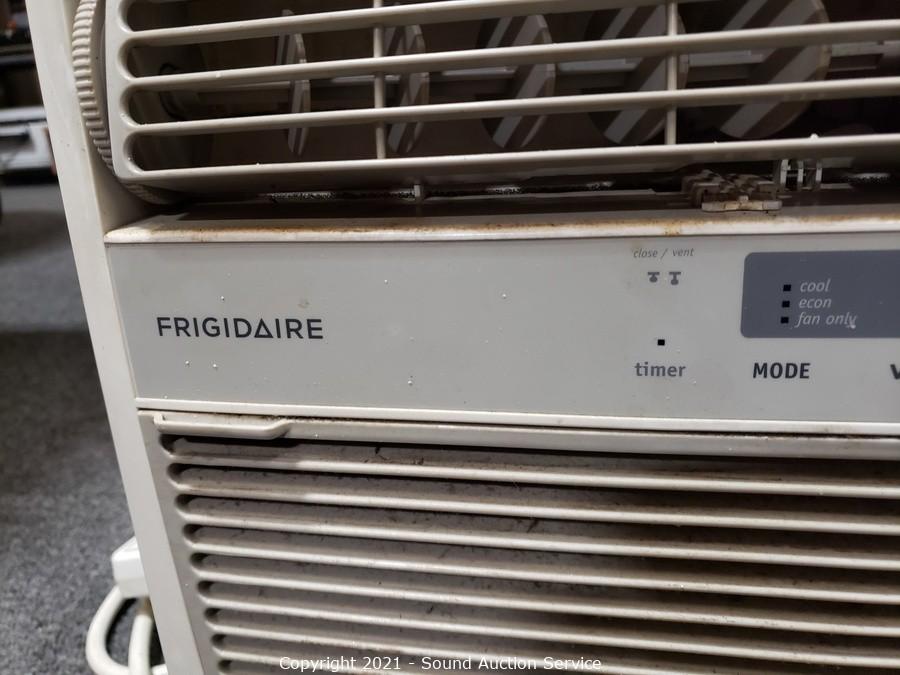 close / vent
cool
econ
fan only
FRIGIDAIRE
timer
MODE
Copyright 2021 - Sound Auction Service